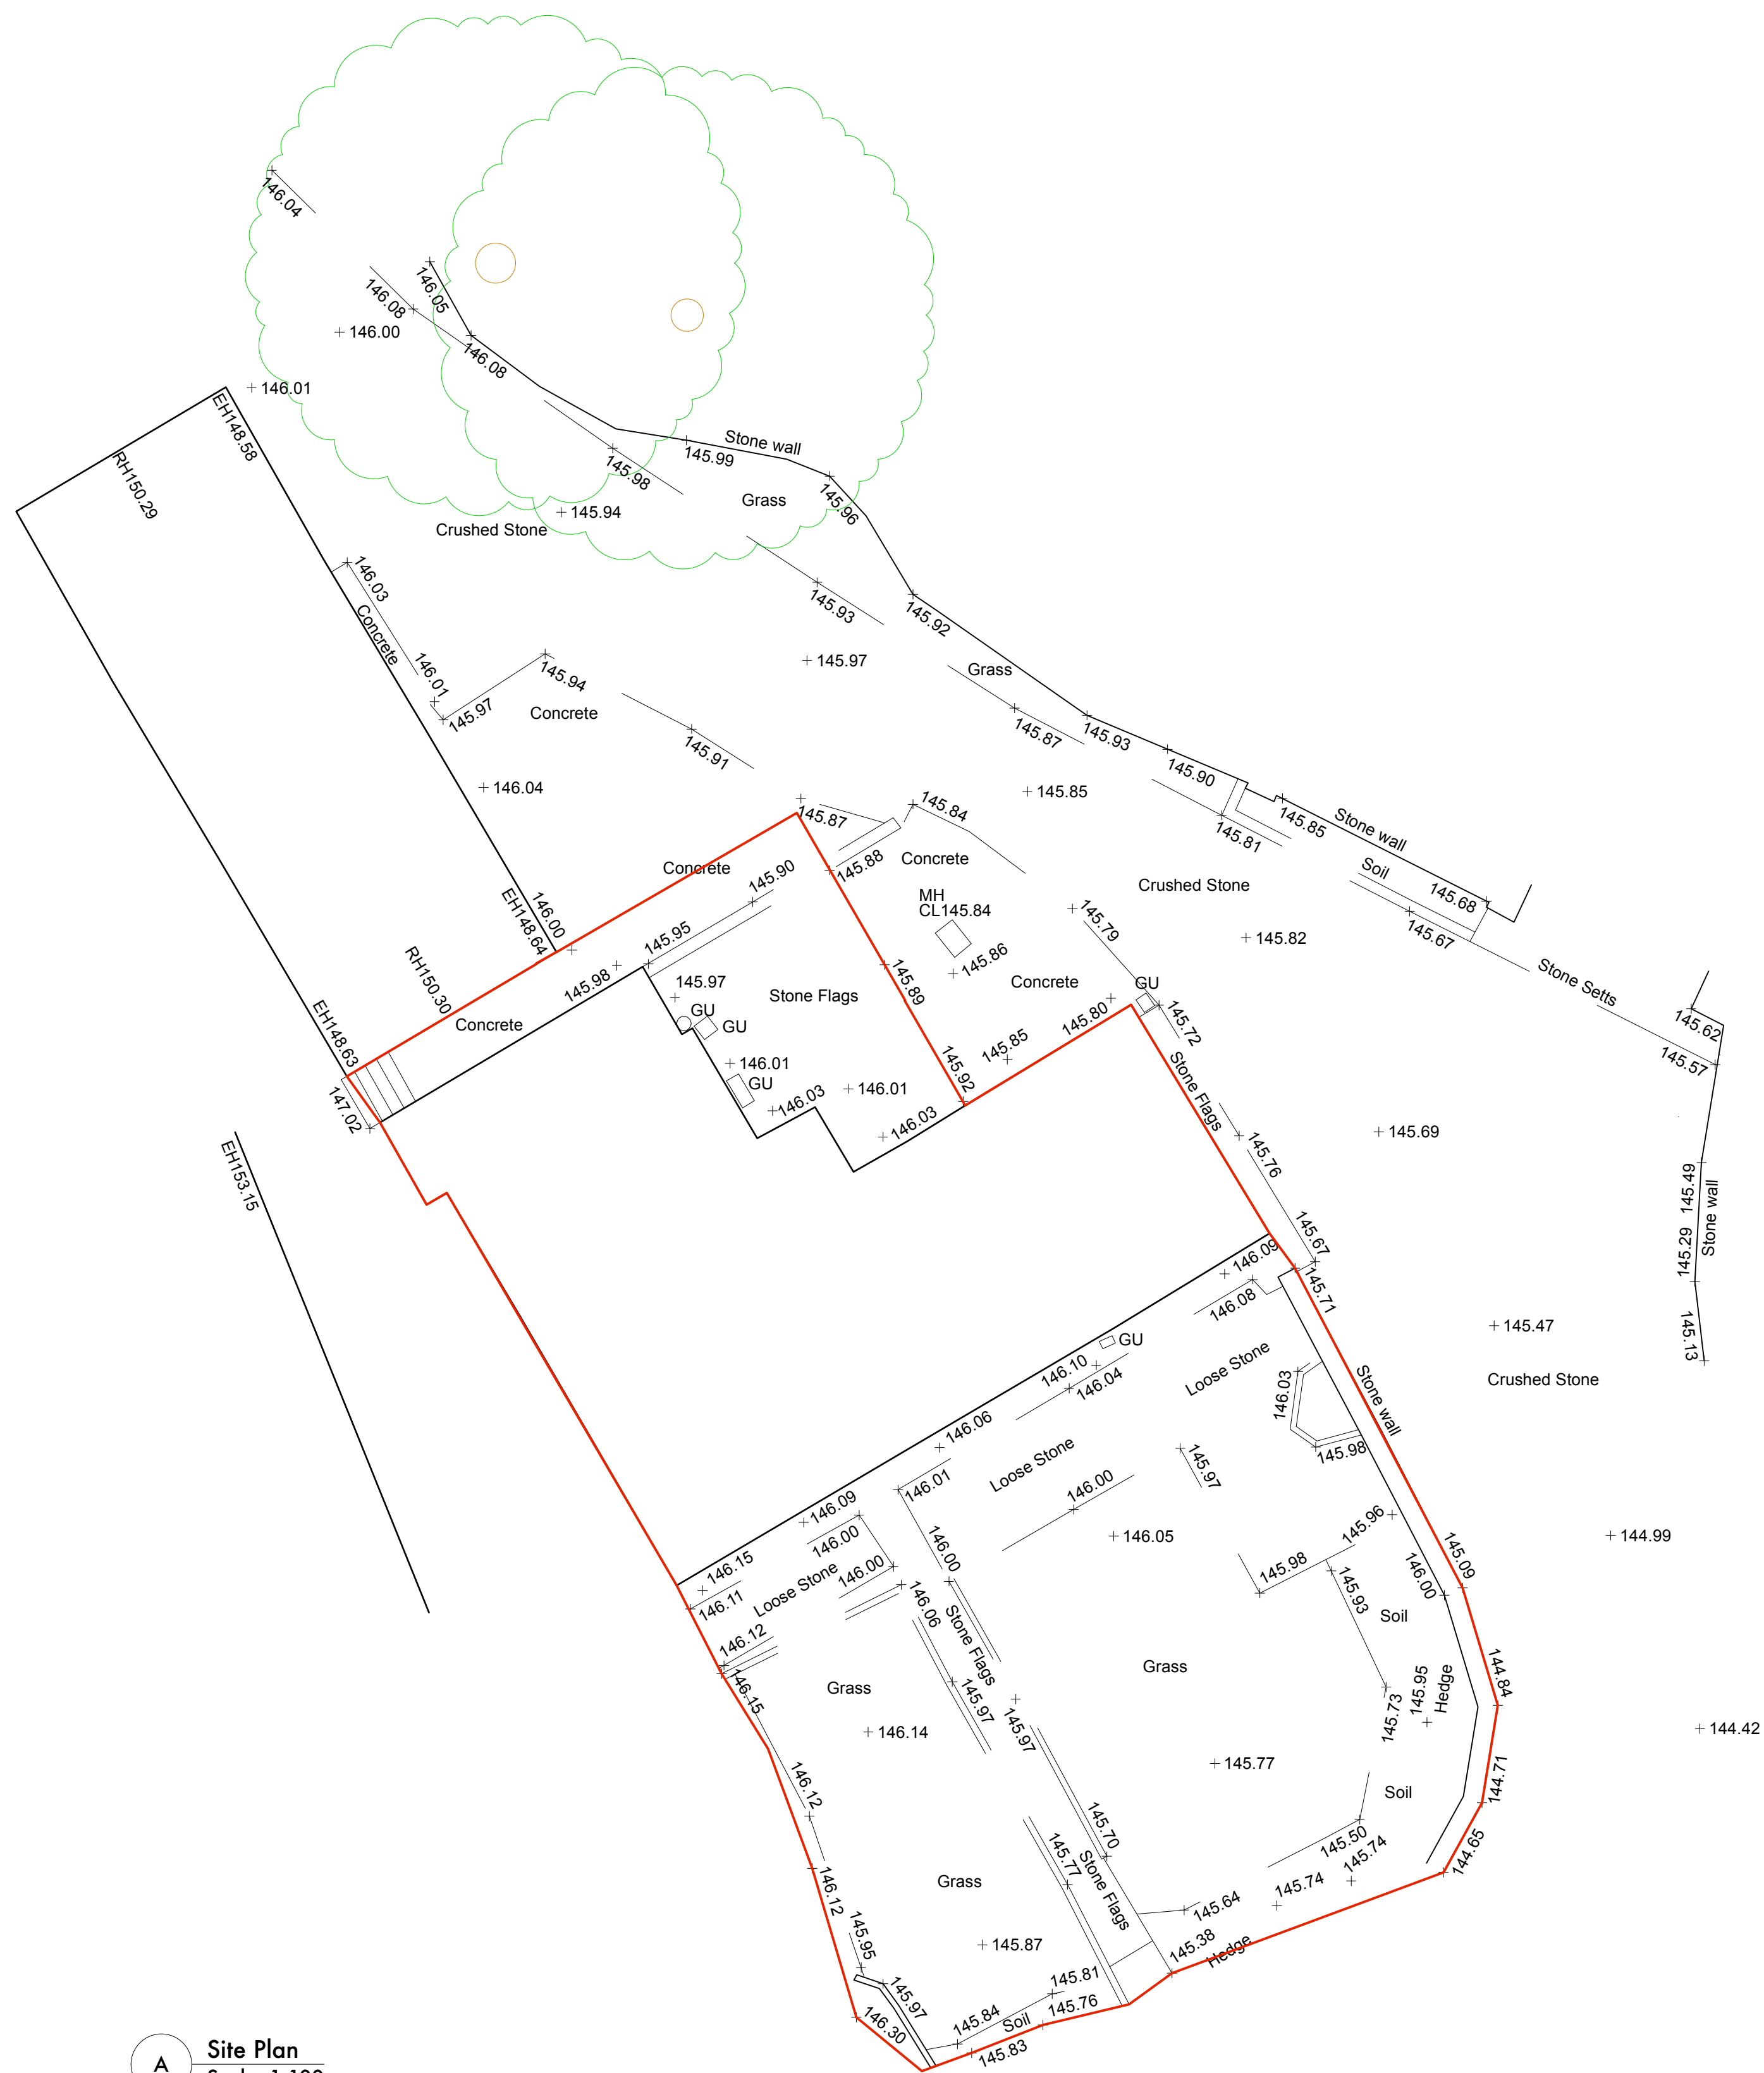 146.04
146.05
146.08
146.00
146.08
146.01
EH148.58
Stone wall
145.99
RH150.29
145.98
Grass
145.96
145.94
Crushed Stone
146.03
145.93
145.92
Concrete
145.97
146.01
145.94
Grass
145.97
Concrete
145.87
145.93
145.91
145.90
146.04
145.85
145.87
145.84
145.85
Stone wall
145.81
Concrete
145.88
Concrete
Soil
145.90
Crushed Stone
MH
CL145.84
145.68
146.00
EH148.64
145.79
145.67
145.82
145.95
145.86
RH150.30
145.98
145.97
145.89
Concrete
Stone Setts
Stone Flags
GU
GU
GU
145.80
145.72
145.62
Concrete
EH148.63
145.85
146.01
145.92
145.57
GU
146.03
146.01
147.02
146.03
Stone Flags
145.69
145.76
EH153.15
145.49
Stone wall
145.67
145.29
146.09
145.71
146.08
145.47
145.13
GU
146.10
146.04
Loose Stone
Crushed Stone
146.03
Stone wall
146.06
Loose Stone
145.98
145.97
146.01
146.00
146.09
146.00
146.05
145.96
144.99
146.00
146.15
146.00
145.98
145.09
146.00
Loose Stone
146.11
146.06
145.93
Soil
Stone Flags
146.12
Grass
146.15
Grass
145.97
145.95
Hedge
144.84
145.73
145.97
146.14
144.42
145.77
146.12
144.71
Soil
145.70
145.50
145.74
144.65
145.77
146.12
Grass
Stone Flags
145.74
145.64
145.95
145.87
145.38
Hedge
145.81
145.97
145.76
145.84
Soil
146.30
145.83
Site Plan
A